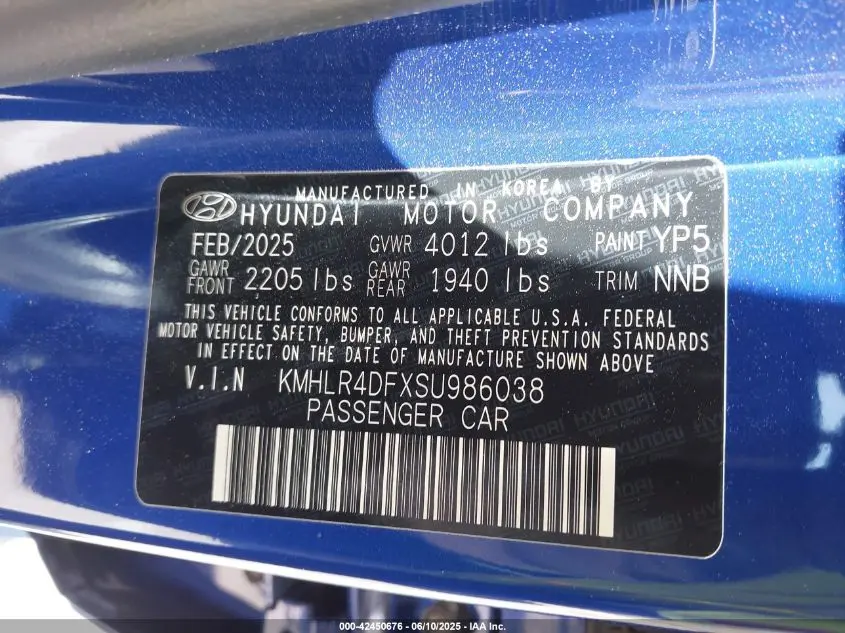 MANUFACTURED IN KOREA BY
HYUNDAI MOTOR COMPANY
FEB/2025 GVWR 4012 lbs PAINT YP5
GAWR FRONT 2205 lbs GAWR REAR 1940 lbs TRIM NNB
THIS VEHICLE CONFORMS TO ALL APPLICABLE U.S.A. FEDERAL
MOTOR VEHICLE SAFETY, BUMPER, AND THEFT PREVENTION STANDARDS
IN EFFECT ON THE DATE OF MANUFACTURE SHOWN ABOVE
V.I.N KMHLR4DFXSU986038
PASSENGER CAR
000-42450676 - 06/10/2025 - IAA Inc.